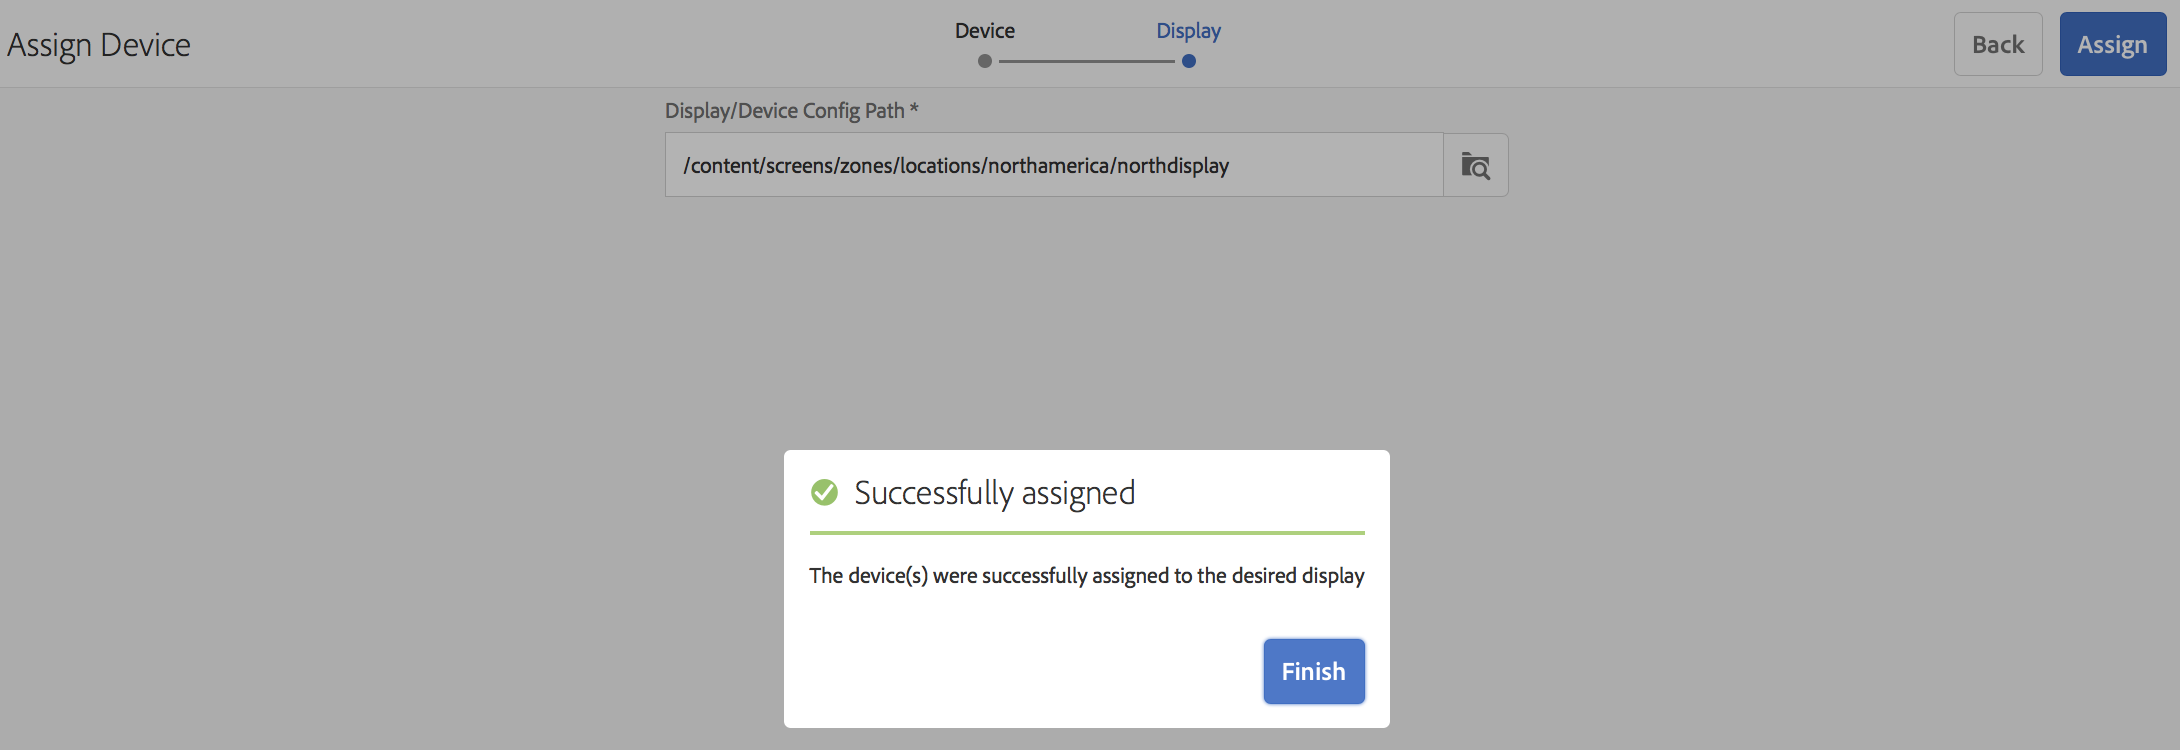 Assign Device
Device
Display
Back
Assign
Display/Device Config Path *
/content/screens/zones/locations/northamerica/northdisplay
Successfully assigned
The device(s) were successfully assigned to the desired display
Finish